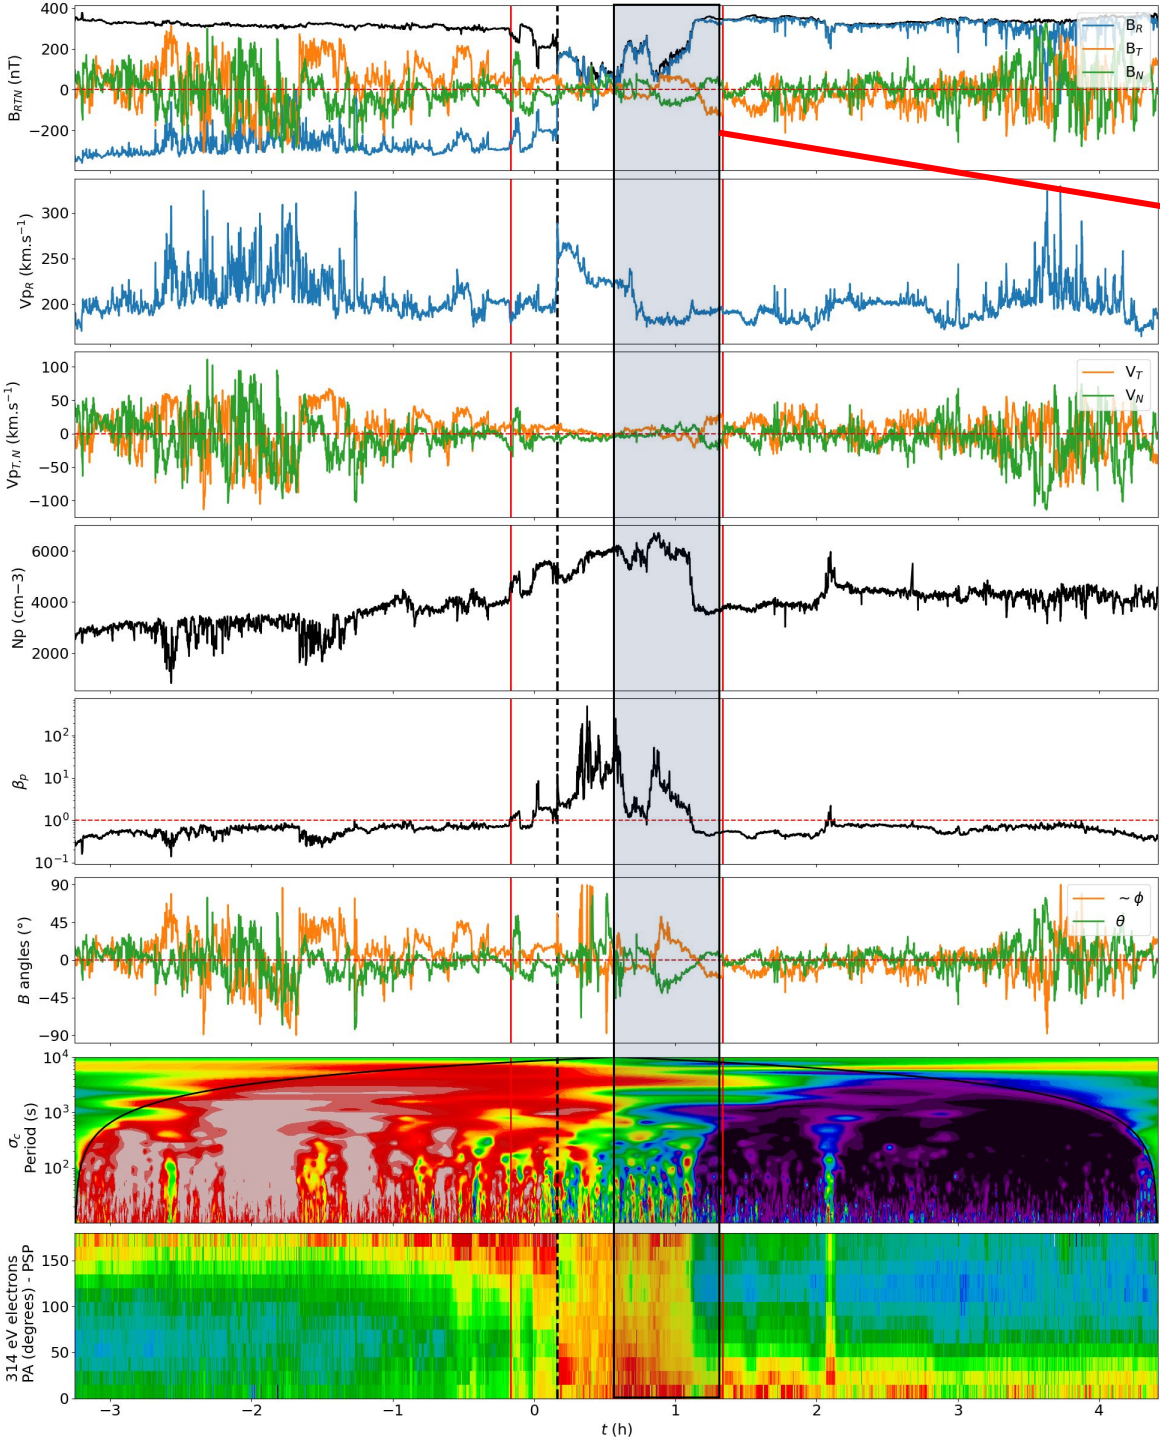 400
200
0
−200
B_RTN (nT)
B_R
B_T
B_N
300
250
200
Vp_R (km.s⁻¹)
100
50
0
−50
−100
Vp_T,N (km.s⁻¹)
V_T
V_N
6000
4000
2000
Np (cm−3)
10²
10¹
10⁰
10⁻¹
β_p
90
45
0
−45
−90
B angles (°)
~ ϕ
θ
10⁴
10³
10²
σ_c
Period (s)
150
100
50
0
314 eV electrons
PA (degrees) - PSP
−3 −2 −1 0 1 2 3 4
t (h)